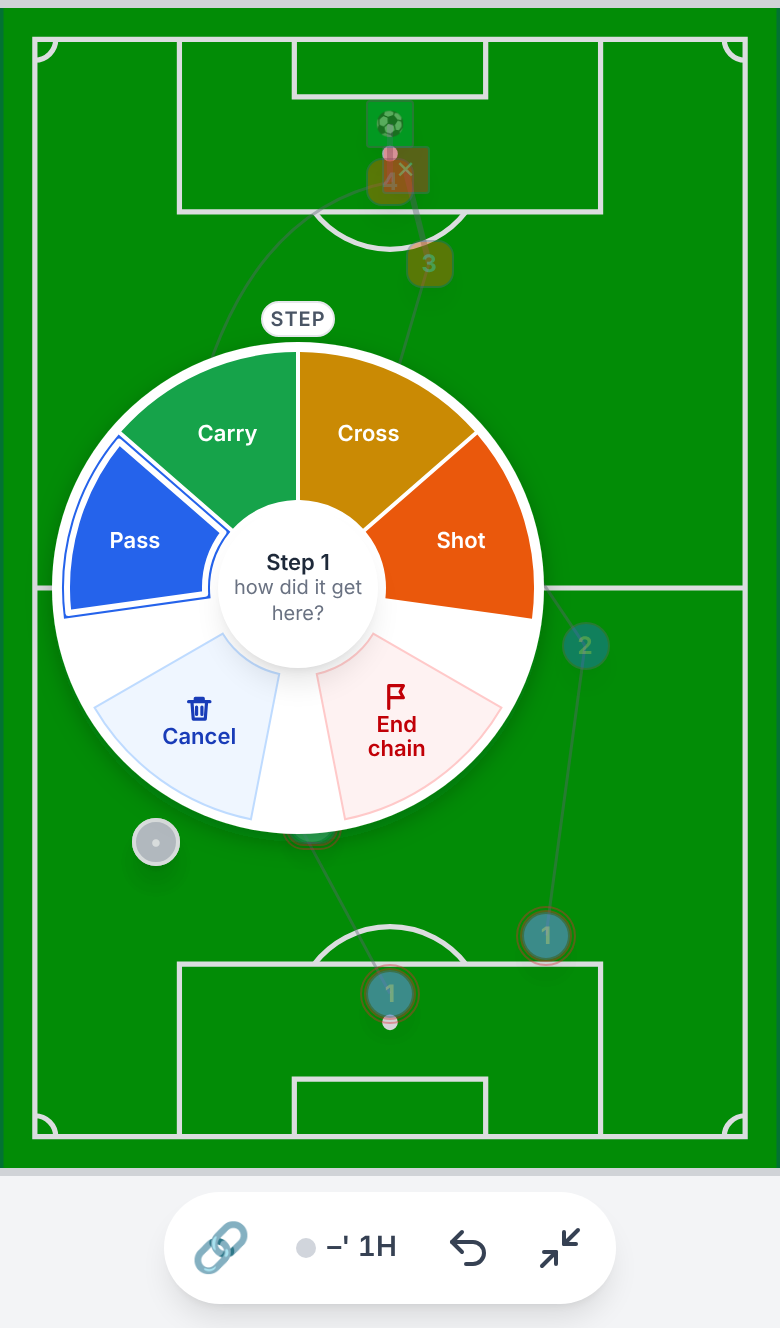 4
×
3
STEP
Carry
Cross
Pass
Shot
Step 1
how did it get
here?
2
Cancel
End
chain
1
1
–' 1H